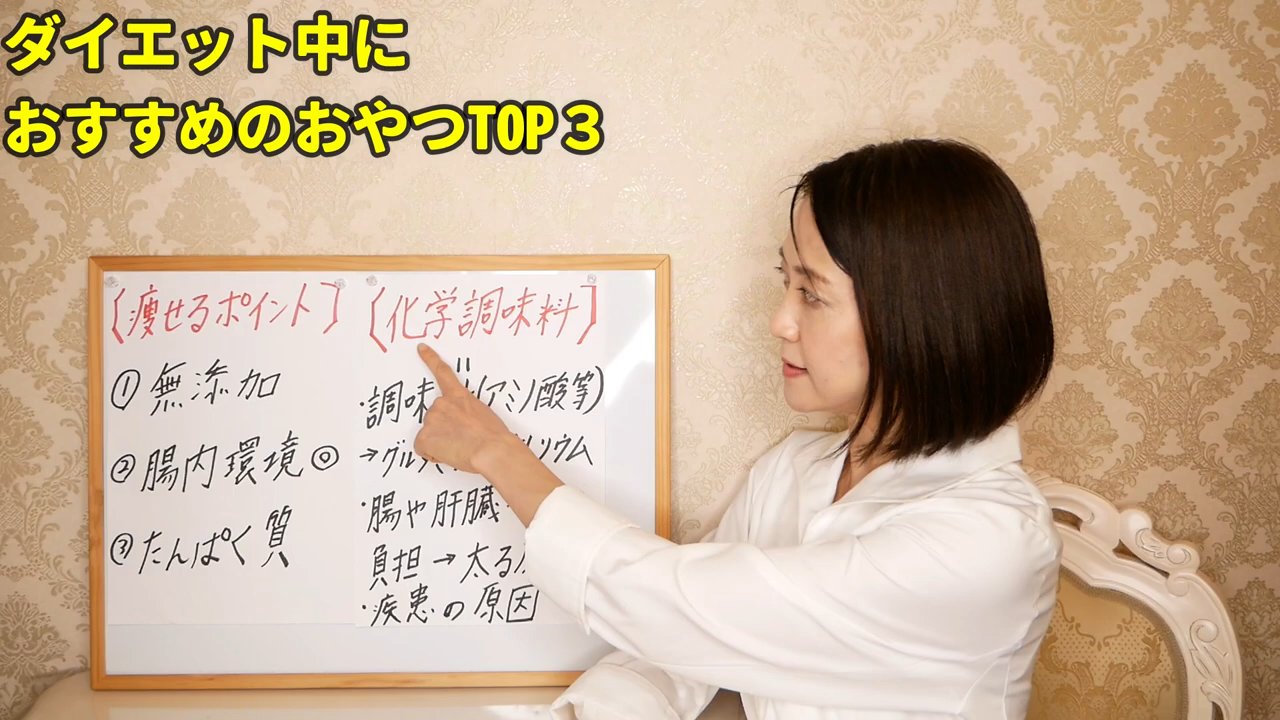 ダイエット中に
おすすめのおやつTOP３
[痩せるポイント]
① 無添加
② 腸内環境◎
③ たんぱく質
[化学調味料]
・調味 (アミノ酸等)
→グル リウム
・腸や肝臓
負担→太る
・疾患の原因